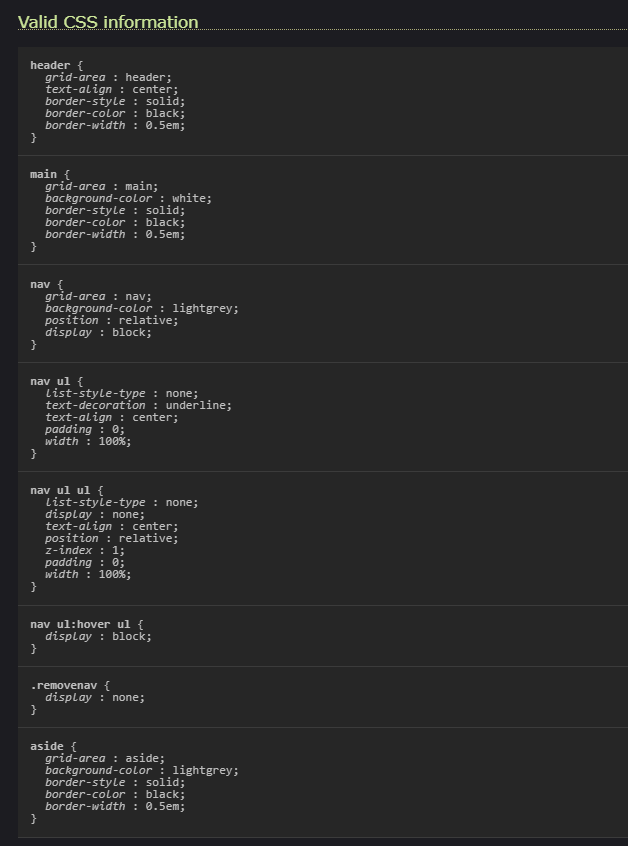 Valid CSS information
header {
grid-area : header;
text-align : center;
border-style : solid;
border-color : black;
border-width : 0.5em;
}
main {
grid-area : main;
background-color : white;
border-style : solid;
border-color : black;
border-width : 0.5em;
}
nav {
grid-area : nav;
background-color : lightgrey;
position : relative;
display : block;
}
nav ul {
list-style-type : none;
text-decoration : underline;
text-align : center;
padding : 0;
width : 100%;
}
nav ul ul {
list-style-type : none;
display : none;
text-align : center;
position : relative;
z-index : 1;
padding : 0;
width : 100%;
}
nav ul:hover ul {
display : block;
}
.removenav {
display : none;
}
aside {
grid-area : aside;
background-color : lightgrey;
border-style : solid;
border-color : black;
border-width : 0.5em;
}